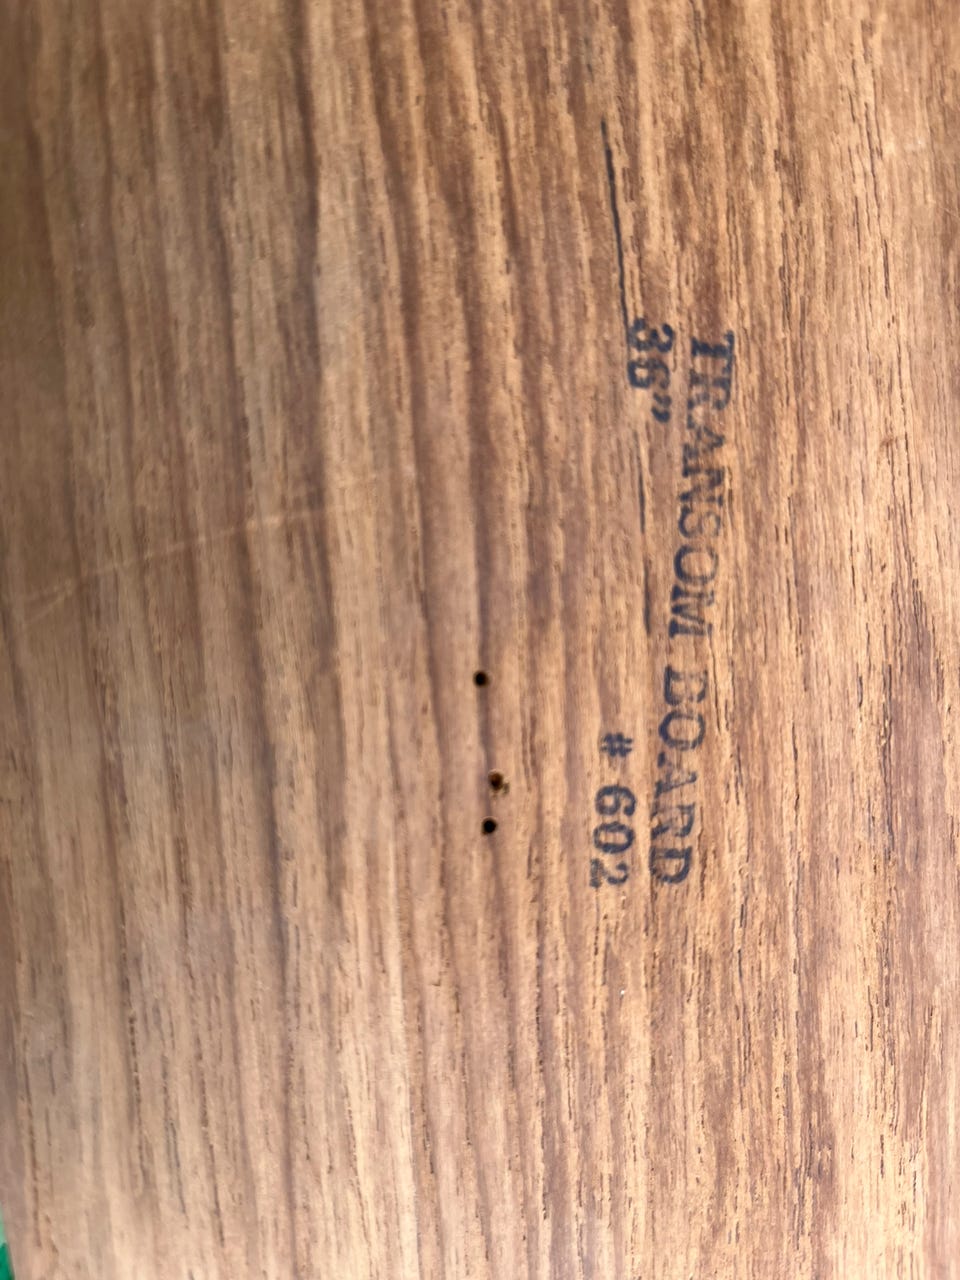 TRANSOM BOARD
36" # 602